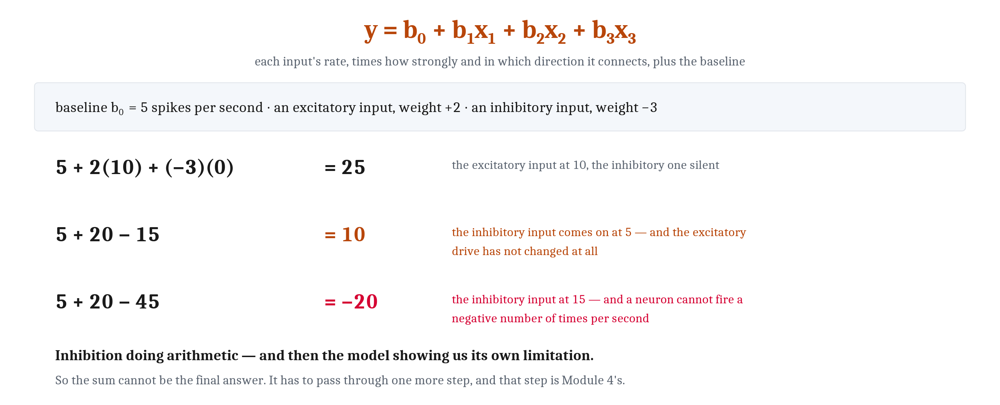 y = b₀ + b₁x₁ + b₂x₂ + b₃x₃
each input's rate, times how strongly and in which direction it connects, plus the baseline
baseline b₀ = 5 spikes per second · an excitatory input, weight +2 · an inhibitory input, weight −3
5 + 2(10) + (−3)(0) = 25 the excitatory input at 10, the inhibitory one silent
5 + 20 − 15 = 10 the inhibitory input comes on at 5 — and the excitatory
drive has not changed at all
5 + 20 − 45 = −20 the inhibitory input at 15 — and a neuron cannot fire a
negative number of times per second
Inhibition doing arithmetic — and then the model showing us its own limitation.
So the sum cannot be the final answer. It has to pass through one more step, and that step is Module 4's.